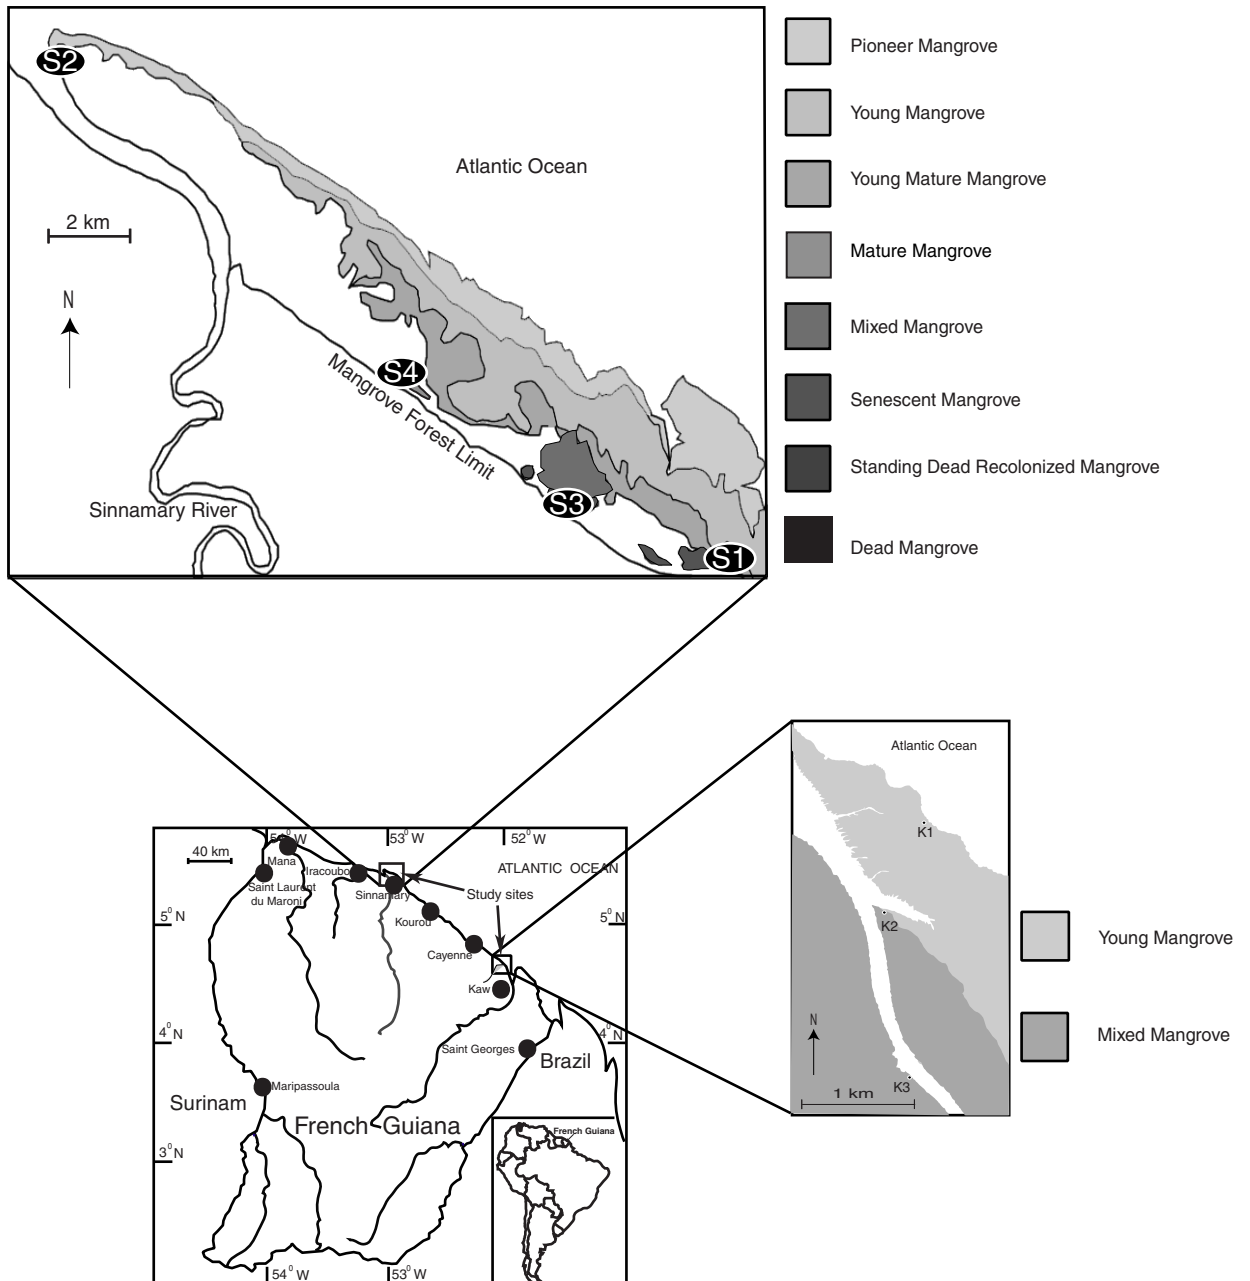 S2
Atlantic Ocean
2 km
N
S4
Mangrove Forest Limit
S3
Sinnamary River
S1
Pioneer Mangrove
Young Mangrove
Young Mature Mangrove
Mature Mangrove
Mixed Mangrove
Senescent Mangrove
Standing Dead Recolonized Mangrove
Dead Mangrove
Atlantic Ocean
K1
K2
N
K3
1 km
Young Mangrove
Mixed Mangrove
54° W
53° W
52° W
40 km
Mana
Iracoubo
ATLANTIC OCEAN
Saint Laurent
du Maroni
Sinnamary
Study sites
5° N
5° N
Kourou
Cayenne
Kaw
4° N
4° N
Saint Georges
Brazil
Maripassoula
Surinam
French Guiana
3° N
French Guiana
54° W
53° W